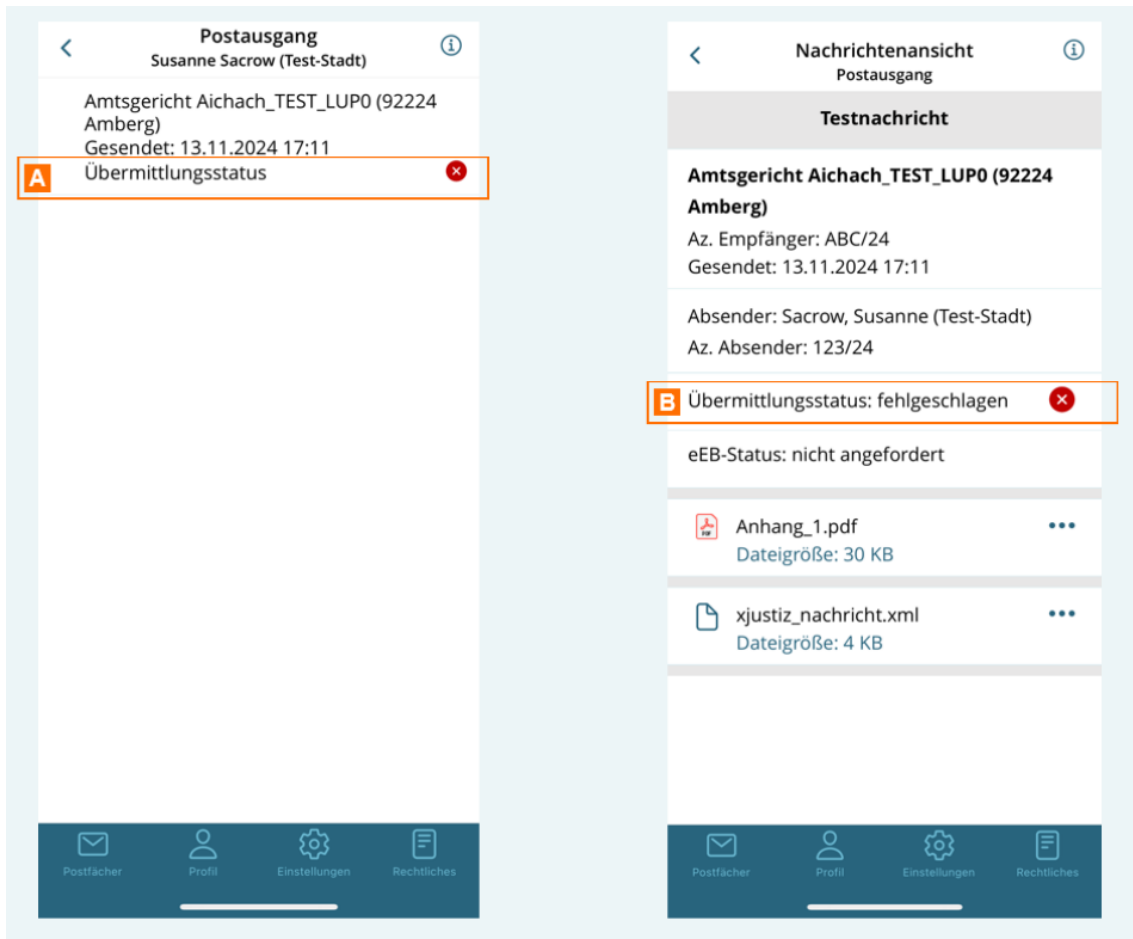 Postausgang
Susanne Sacrow (Test-Stadt)
Amtsgericht Aichach_TEST_LUP0 (92224
Amberg)
Gesendet: 13.11.2024 17:11
A Übermittlungsstatus
Postfächer Profil Einstellungen Rechtliches
Nachrichtenansicht
Postausgang
Testnachricht
Amtsgericht Aichach_TEST_LUP0 (92224
Amberg)
Az. Empfänger: ABC/24
Gesendet: 13.11.2024 17:11
Absender: Sacrow, Susanne (Test-Stadt)
Az. Absender: 123/24
B Übermittlungsstatus: fehlgeschlagen
eEB-Status: nicht angefordert
PDF Anhang_1.pdf
Dateigröße: 30 KB
xjustiz_nachricht.xml
Dateigröße: 4 KB
Postfächer Profil Einstellungen Rechtliches